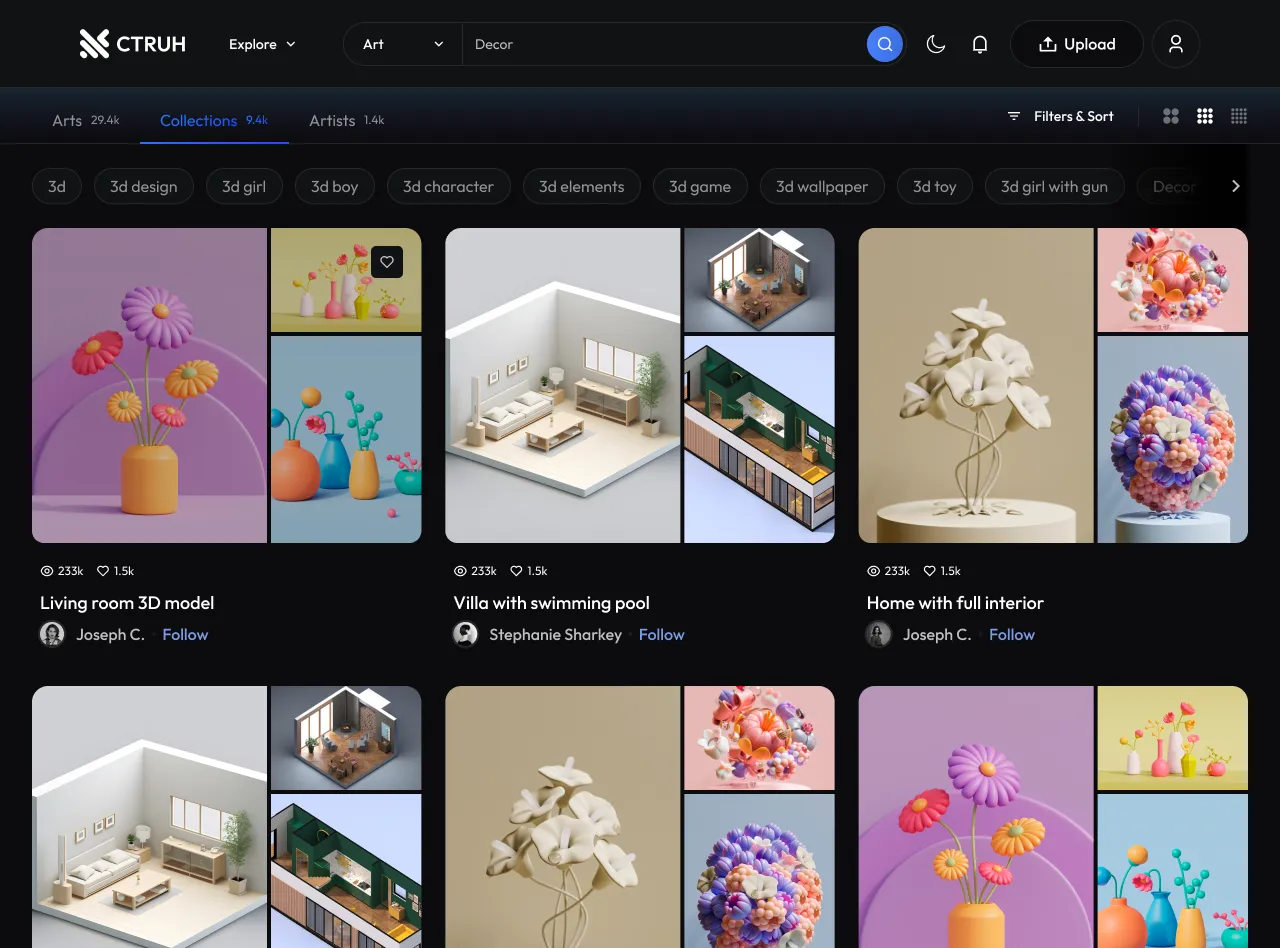 CTRUH
Explore
Art
Decor
Upload
Arts 29.4k
Collections 9.4k
Artists 1.4k
Filters & Sort
3d
3d design
3d girl
3d boy
3d character
3d elements
3d game
3d wallpaper
3d toy
3d girl with gun
Decor
233k 1.5k
Living room 3D model
Joseph C. · Follow
233k 1.5k
Villa with swimming pool
Stephanie Sharkey · Follow
233k 1.5k
Home with full interior
Joseph C. · Follow